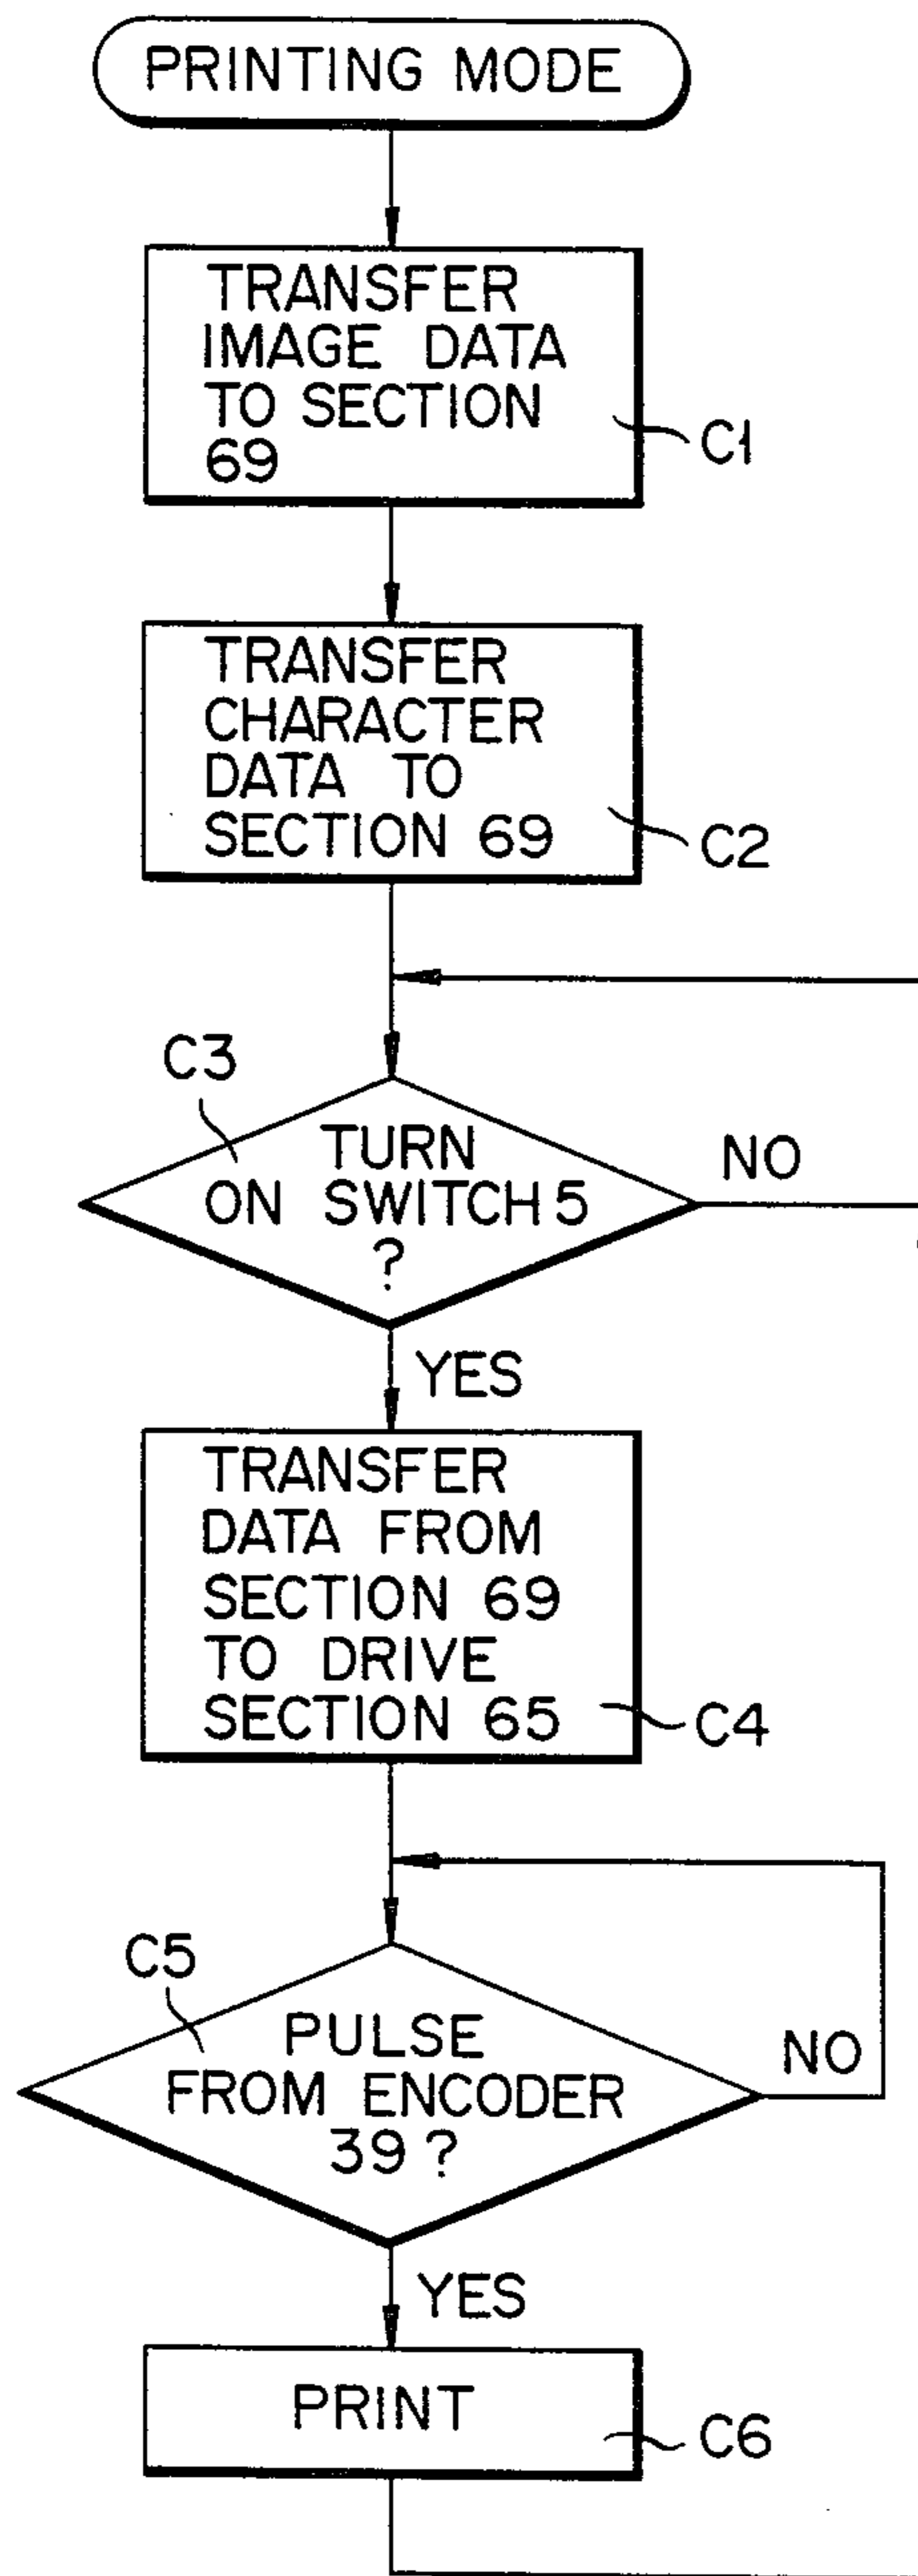 PRINTING MODE
TRANSFER
IMAGE DATA
TO SECTION
69
C1
TRANSFER
CHARACTER
DATA TO
SECTION 69
C2
C3
TURN
ON SWITCH 5
?
NO
YES
TRANSFER
DATA FROM
SECTION 69
TO DRIVE
SECTION 65
C4
C5
PULSE
FROM ENCODER
39 ?
NO
YES
PRINT
C6